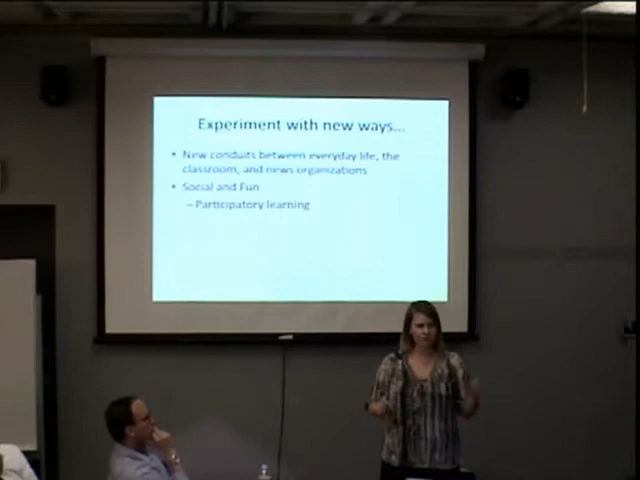 Experiment with new ways...
• New conduits between everyday life, the
classroom, and news organizations
• Social and Fun
– Participatory learning